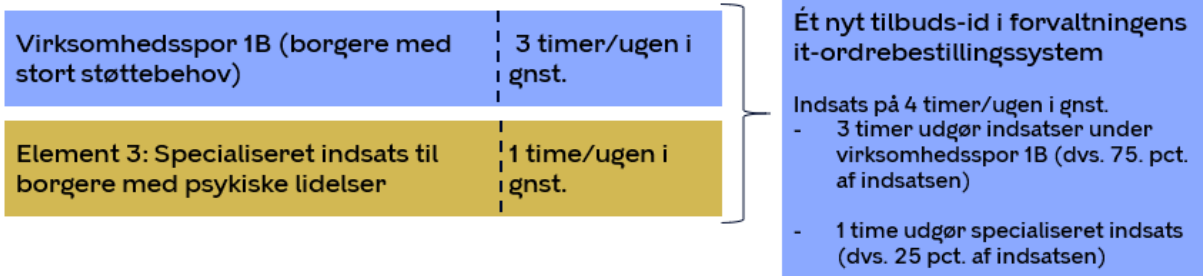 Virksomhedsspor 1B (borgere med
stort støttebehov)
3 timer/ugen i
gnst.
Element 3: Specialiseret indsats til
borgere med psykiske lidelser
1 time/ugen i
gnst.
Ét nyt tilbuds-id i forvaltningens
it-ordrebestillingssystem
Indsats på 4 timer/ugen i gnst.
- 3 timer udgør indsatser under
virksomhedsspor 1B (dvs. 75. pct.
af indsatsen)
- 1 time udgør specialiseret indsats
(dvs. 25 pct. af indsatsen)